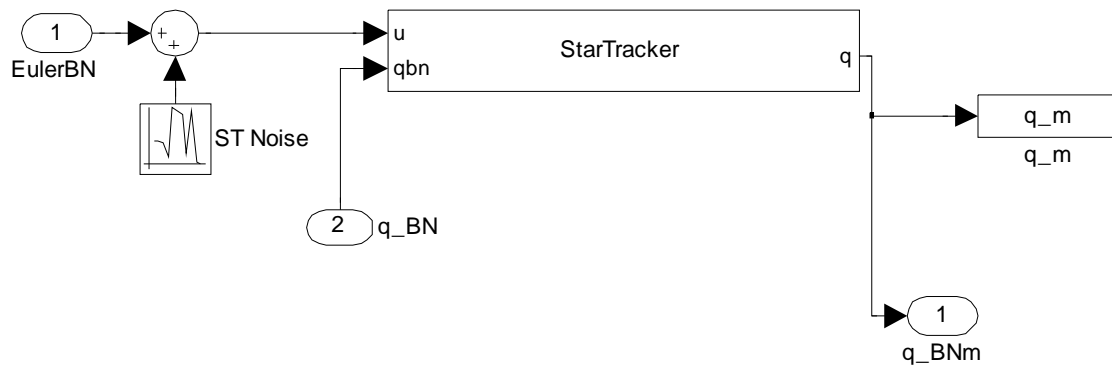 1
EulerBN
+
+
ST Noise
u
qbn
StarTracker
q
2
q_BN
q_m
q_m
1
q_BNm